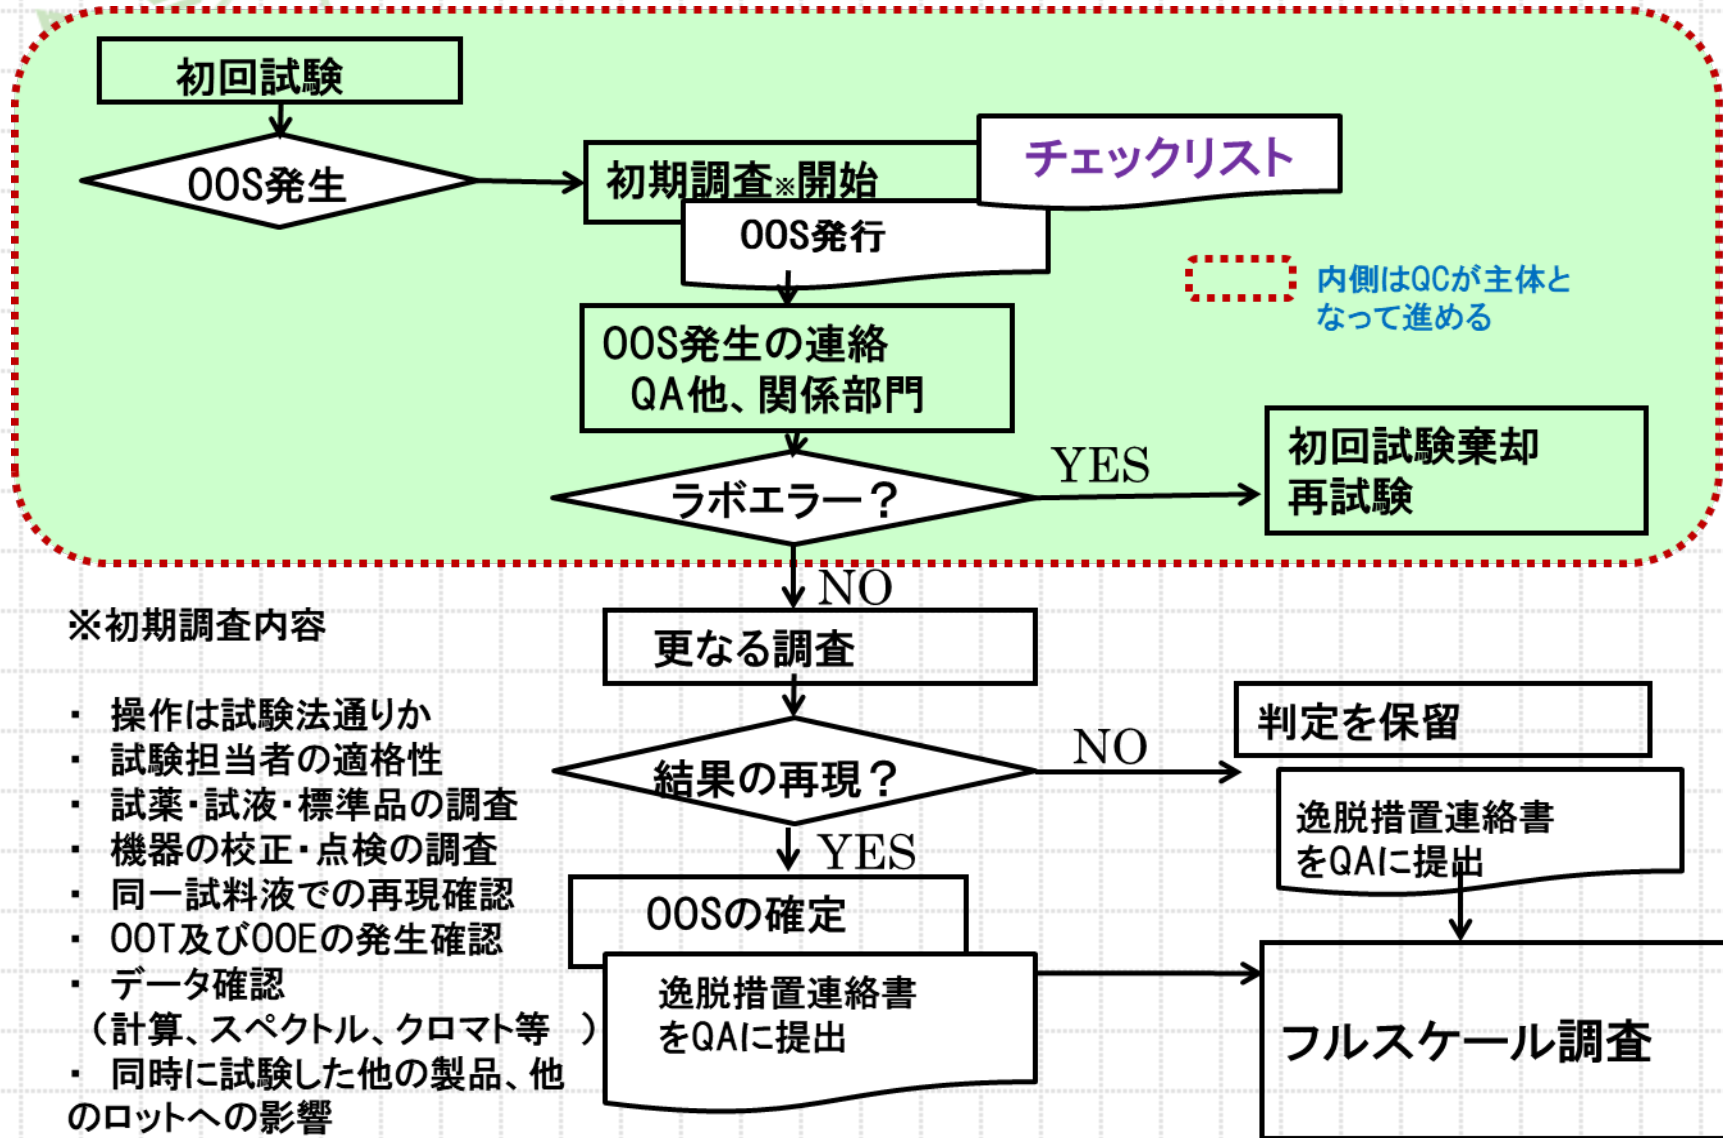 初回試験
OOS発生
初期調査※開始
チェックリスト
OOS発行
内側はQCが主体と
なって進める
OOS発生の連絡
QA他、関係部門
ラボエラー？
YES
初回試験棄却
再試験
NO
更なる調査
結果の再現？
NO
判定を保留
逸脱措置連絡書
をQAに提出
YES
OOSの確定
逸脱措置連絡書
をQAに提出
フルスケール調査
※初期調査内容
・ 操作は試験法通りか
・ 試験担当者の適格性
・ 試薬・試液・標準品の調査
・ 機器の校正・点検の調査
・ 同一試料液での再現確認
・ OOT及びOOEの発生確認
・ データ確認
（計算、スペクトル、クロマト等 ）
・ 同時に試験した他の製品、他
のロットへの影響